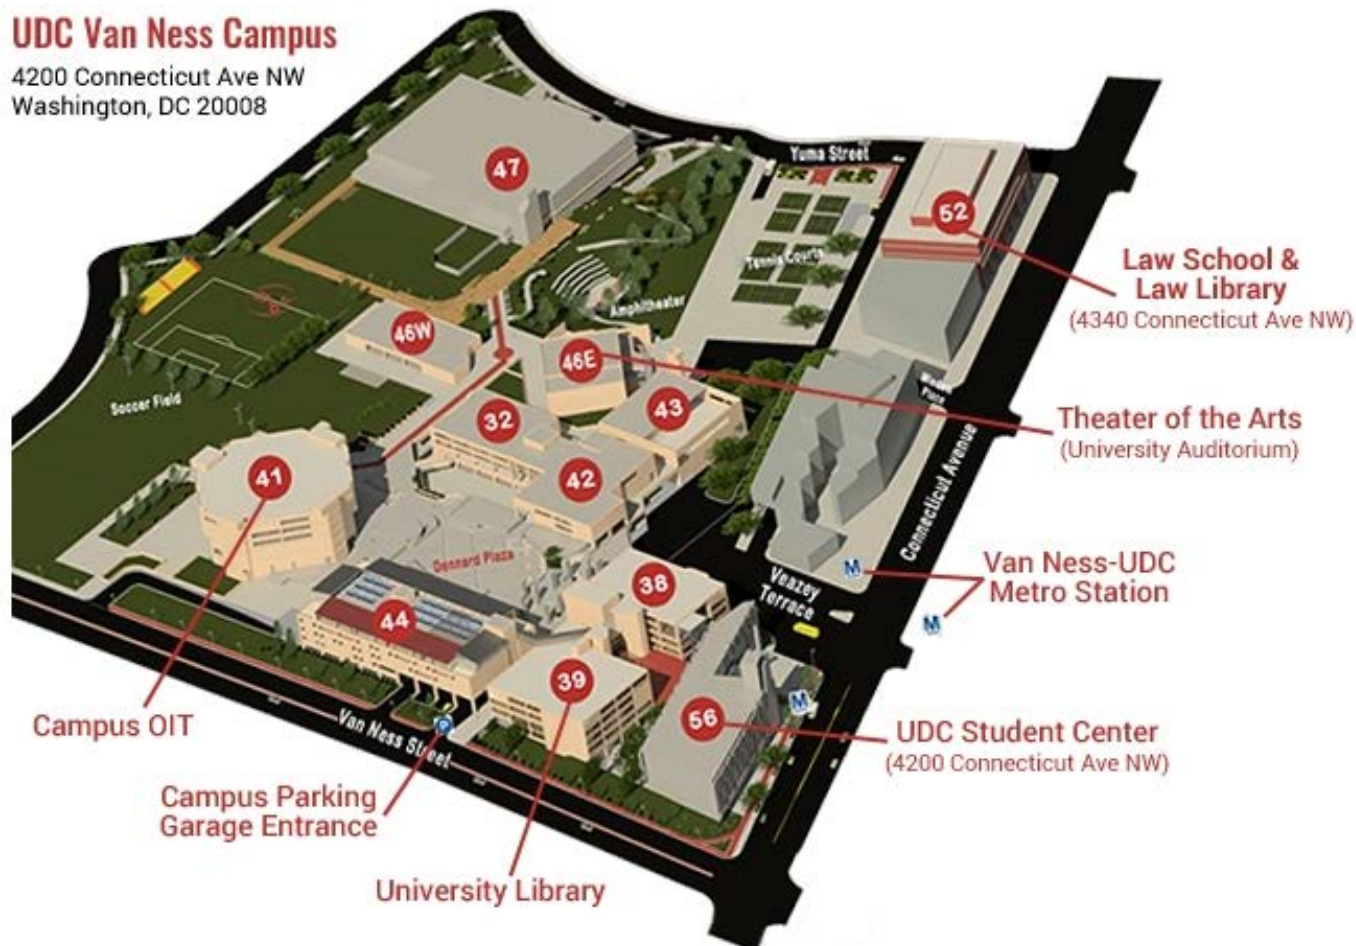 UDC Van Ness Campus
4200 Connecticut Ave NW
Washington, DC 20008
47
Yuma Street
52
Tennis Courts
Law School &
Law Library
(4340 Connecticut Ave NW)
Amphitheater
46W
46E
Soccer Field
32
43
Theater of the Arts
(University Auditorium)
41
42
Connecticut Avenue
Dennard Plaza
38
Veazey
Terrace
M
Van Ness-UDC
Metro Station
M
44
39
M
56
Campus OIT
Van Ness Street
UDC Student Center
(4200 Connecticut Ave NW)
Campus Parking
Garage Entrance
University Library